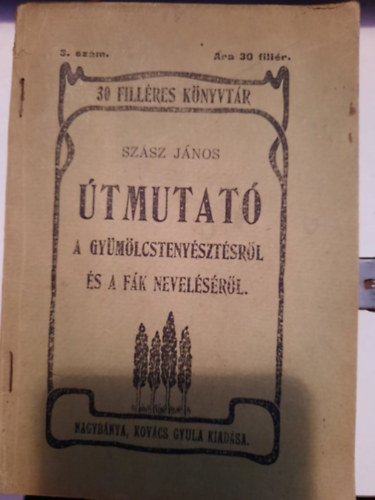 3. szám. Ára 30 fillér.
30 FILLÉRES KÖNYVTÁR
SZÁSZ JÁNOS
ÚTMUTATÓ
A GYÜMÖLCSTENYÉSZTÉSRŐL
ÉS A FÁK NEVELÉSÉRŐL.
NAGYBÁNYA, KOVÁCS GYULA KIADÁSA.